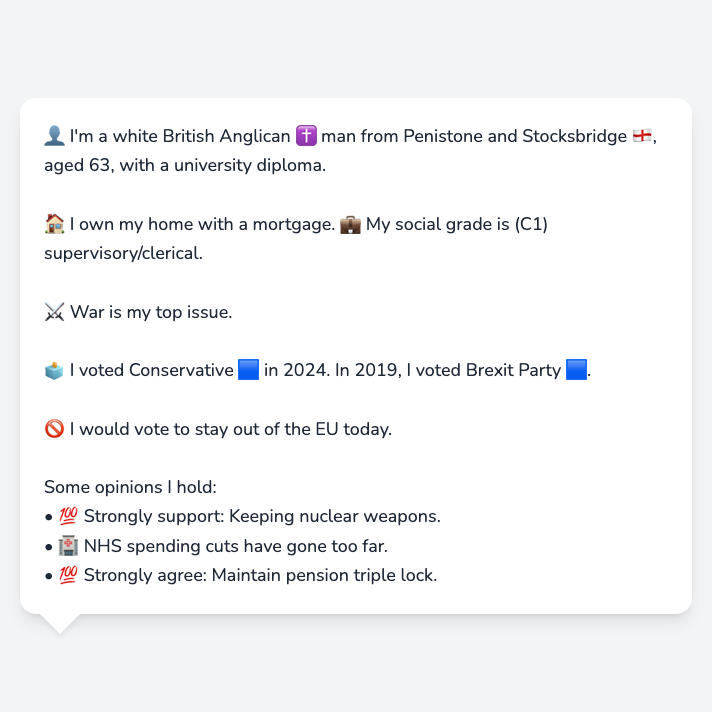 👤 I'm a white British Anglican ✝️ man from Penistone and Stocksbridge 🏴󠁧󠁢󠁥󠁮󠁧󠁿,
aged 63, with a university diploma.
🏠 I own my home with a mortgage. 💼 My social grade is (C1)
supervisory/clerical.
⚔️ War is my top issue.
🗳️ I voted Conservative 🟦 in 2024. In 2019, I voted Brexit Party 🟦.
🚫 I would vote to stay out of the EU today.
Some opinions I hold:
• 💯 Strongly support: Keeping nuclear weapons.
• 🏥 NHS spending cuts have gone too far.
• 💯 Strongly agree: Maintain pension triple lock.